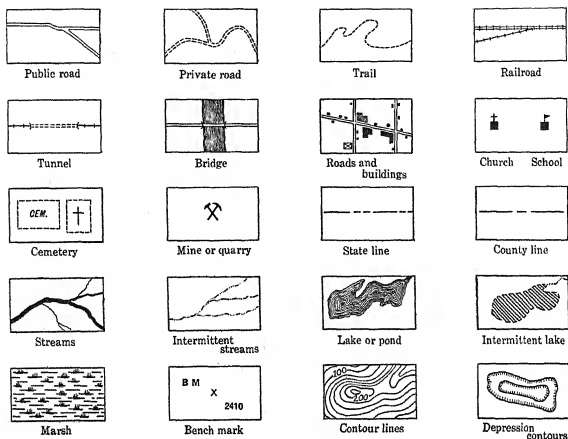 Public road
Private road
Trail
Railroad
Tunnel
Bridge
Roads and
buildings
Church
School
CEM.
Cemetery
Mine or quarry
State line
County line
Streams
Intermittent
streams
Lake or pond
Intermittent lake
Marsh
B M
X
2410
Bench mark
100
200
Contour lines
Depression
contours